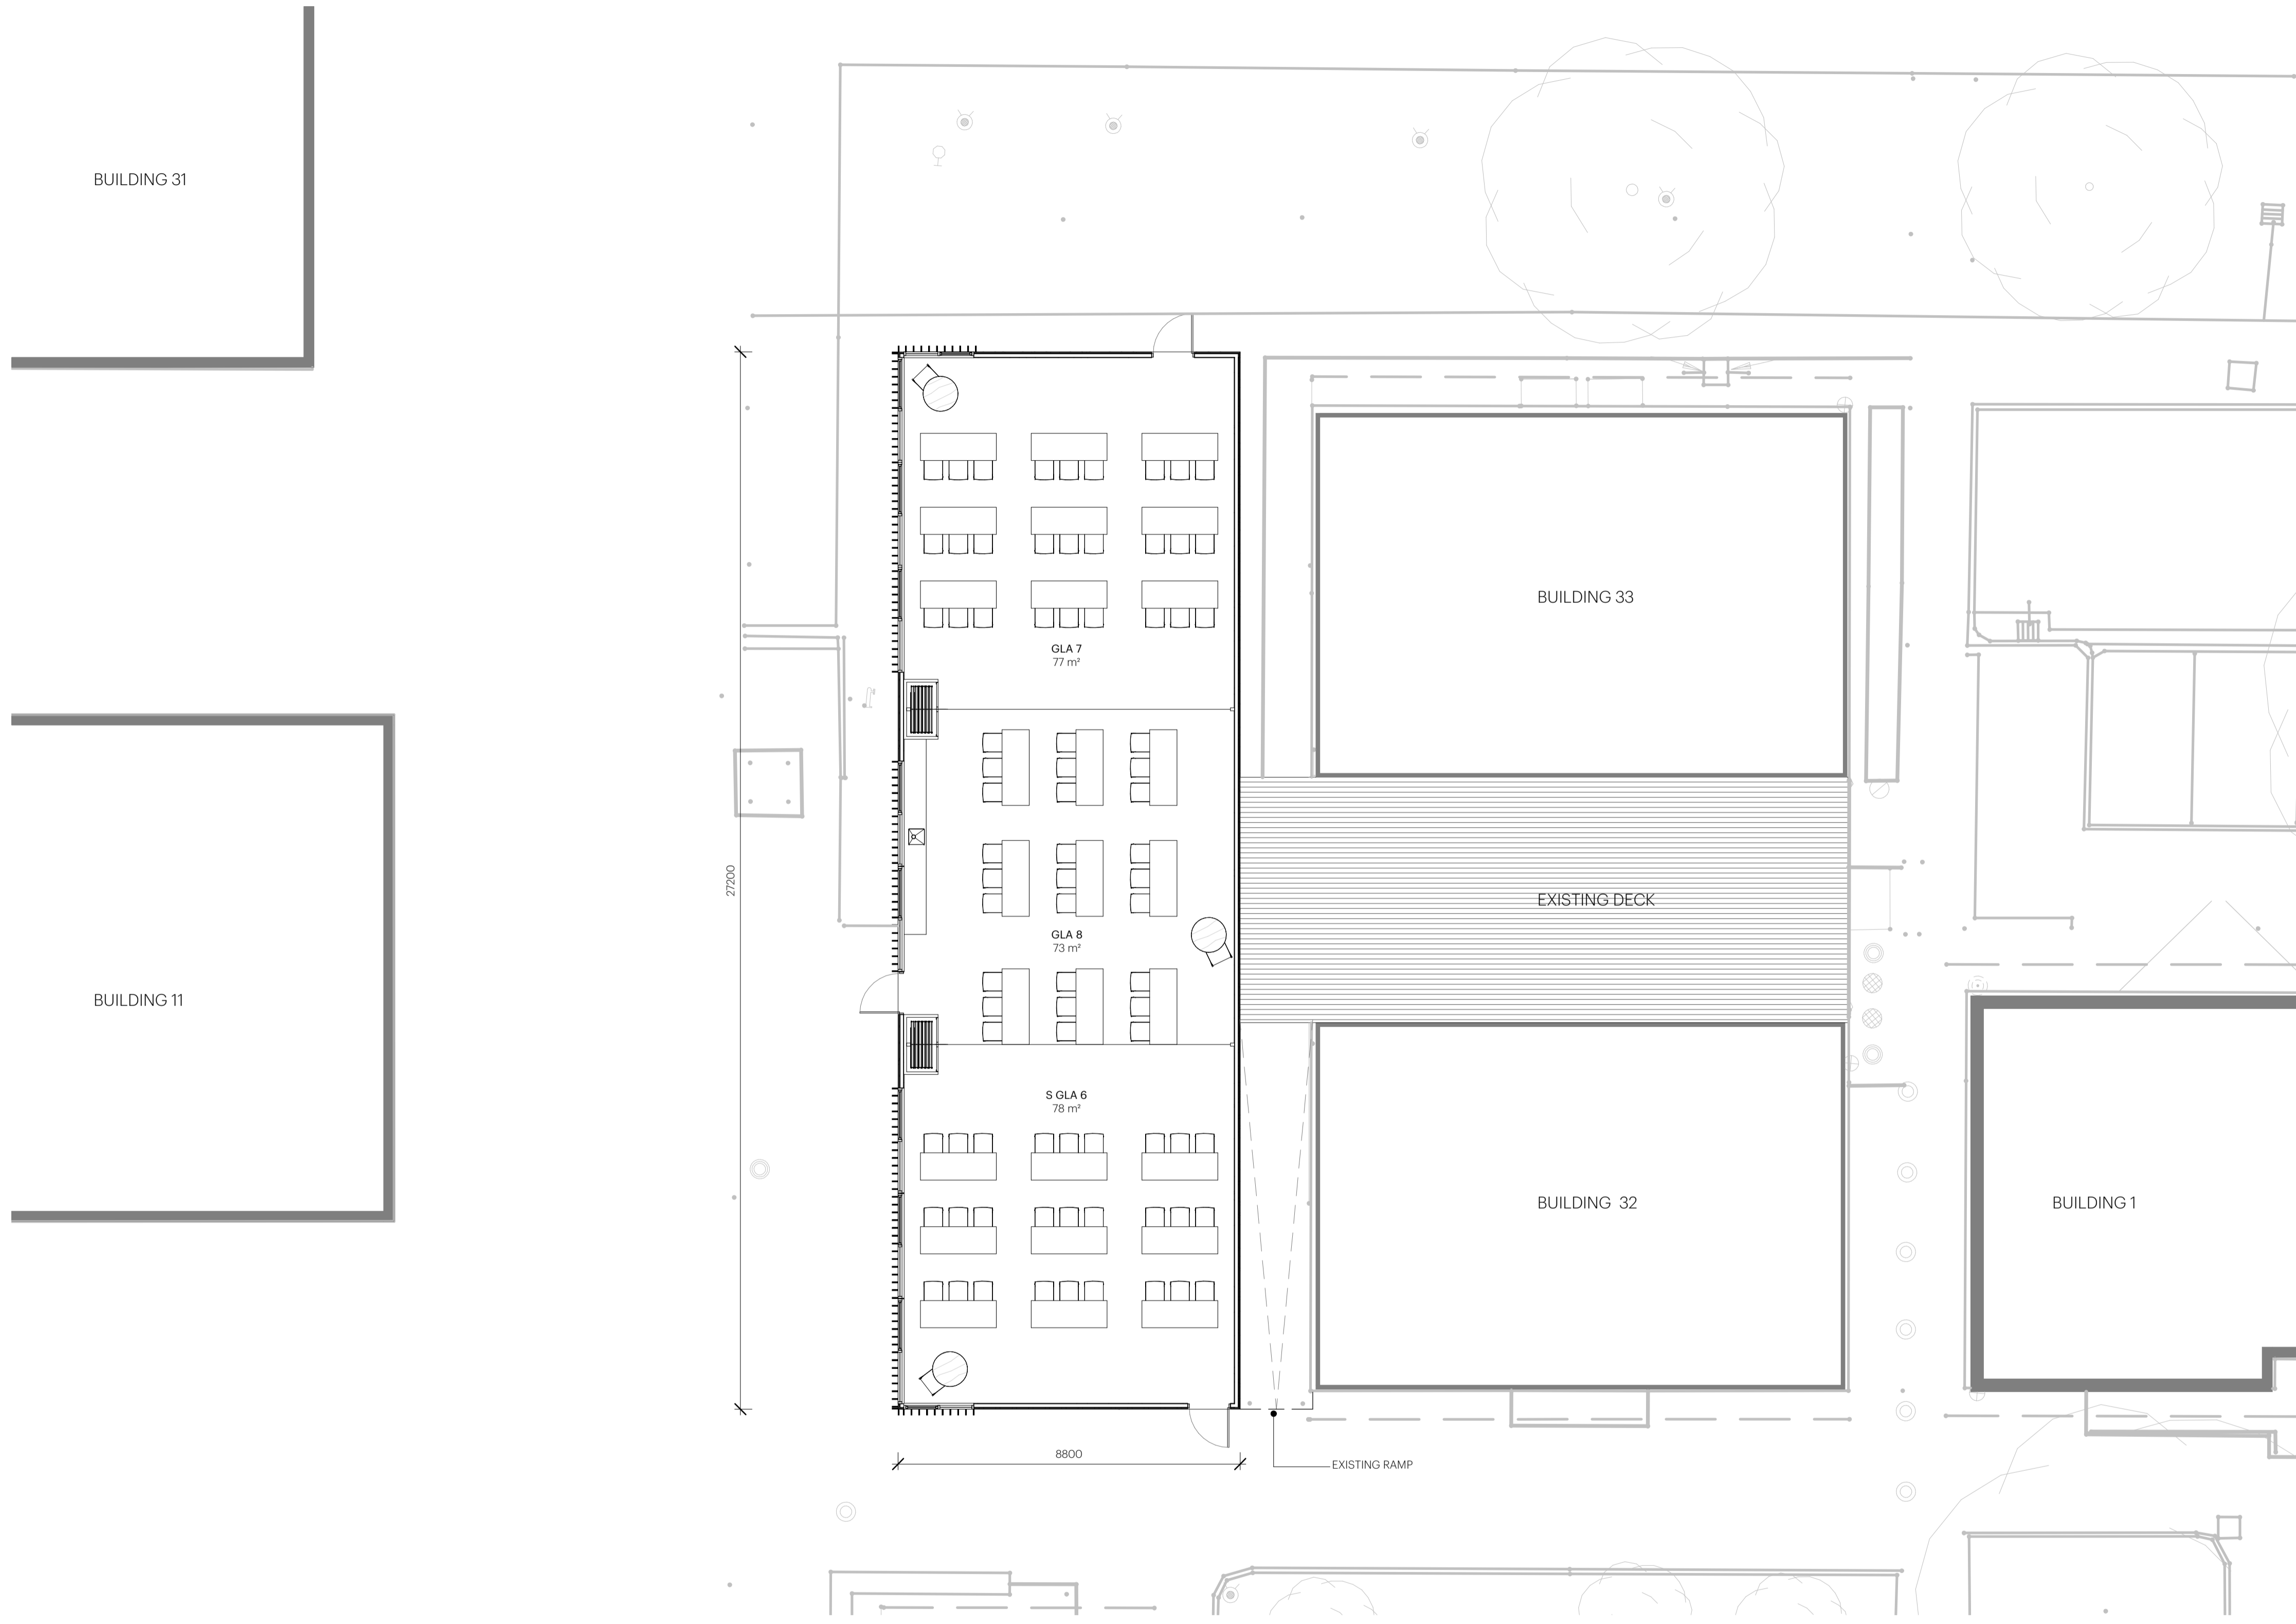 BUILDING 31
BUILDING 33
GLA 7
77 m²
27200
EXISTING DECK
GLA 8
73 m²
BUILDING 11
S GLA 6
78 m²
BUILDING 32
BUILDING 1
8800
EXISTING RAMP